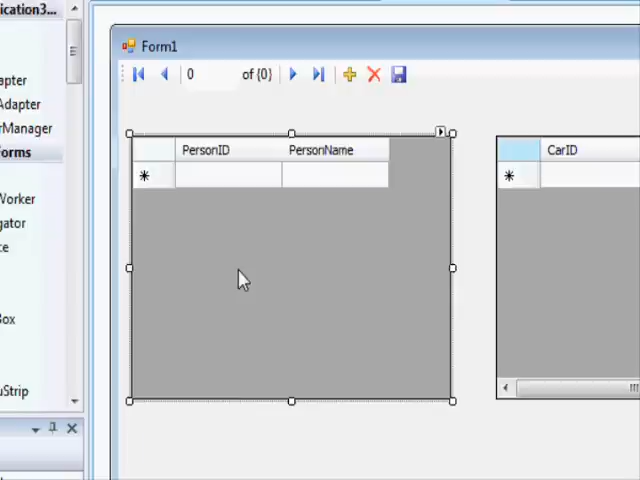 ication3...
Form1
0 of {0}
apter
Adapter
rManager
orms
PersonID PersonName
CarID
Worker
gator
ce
Box
uStrip